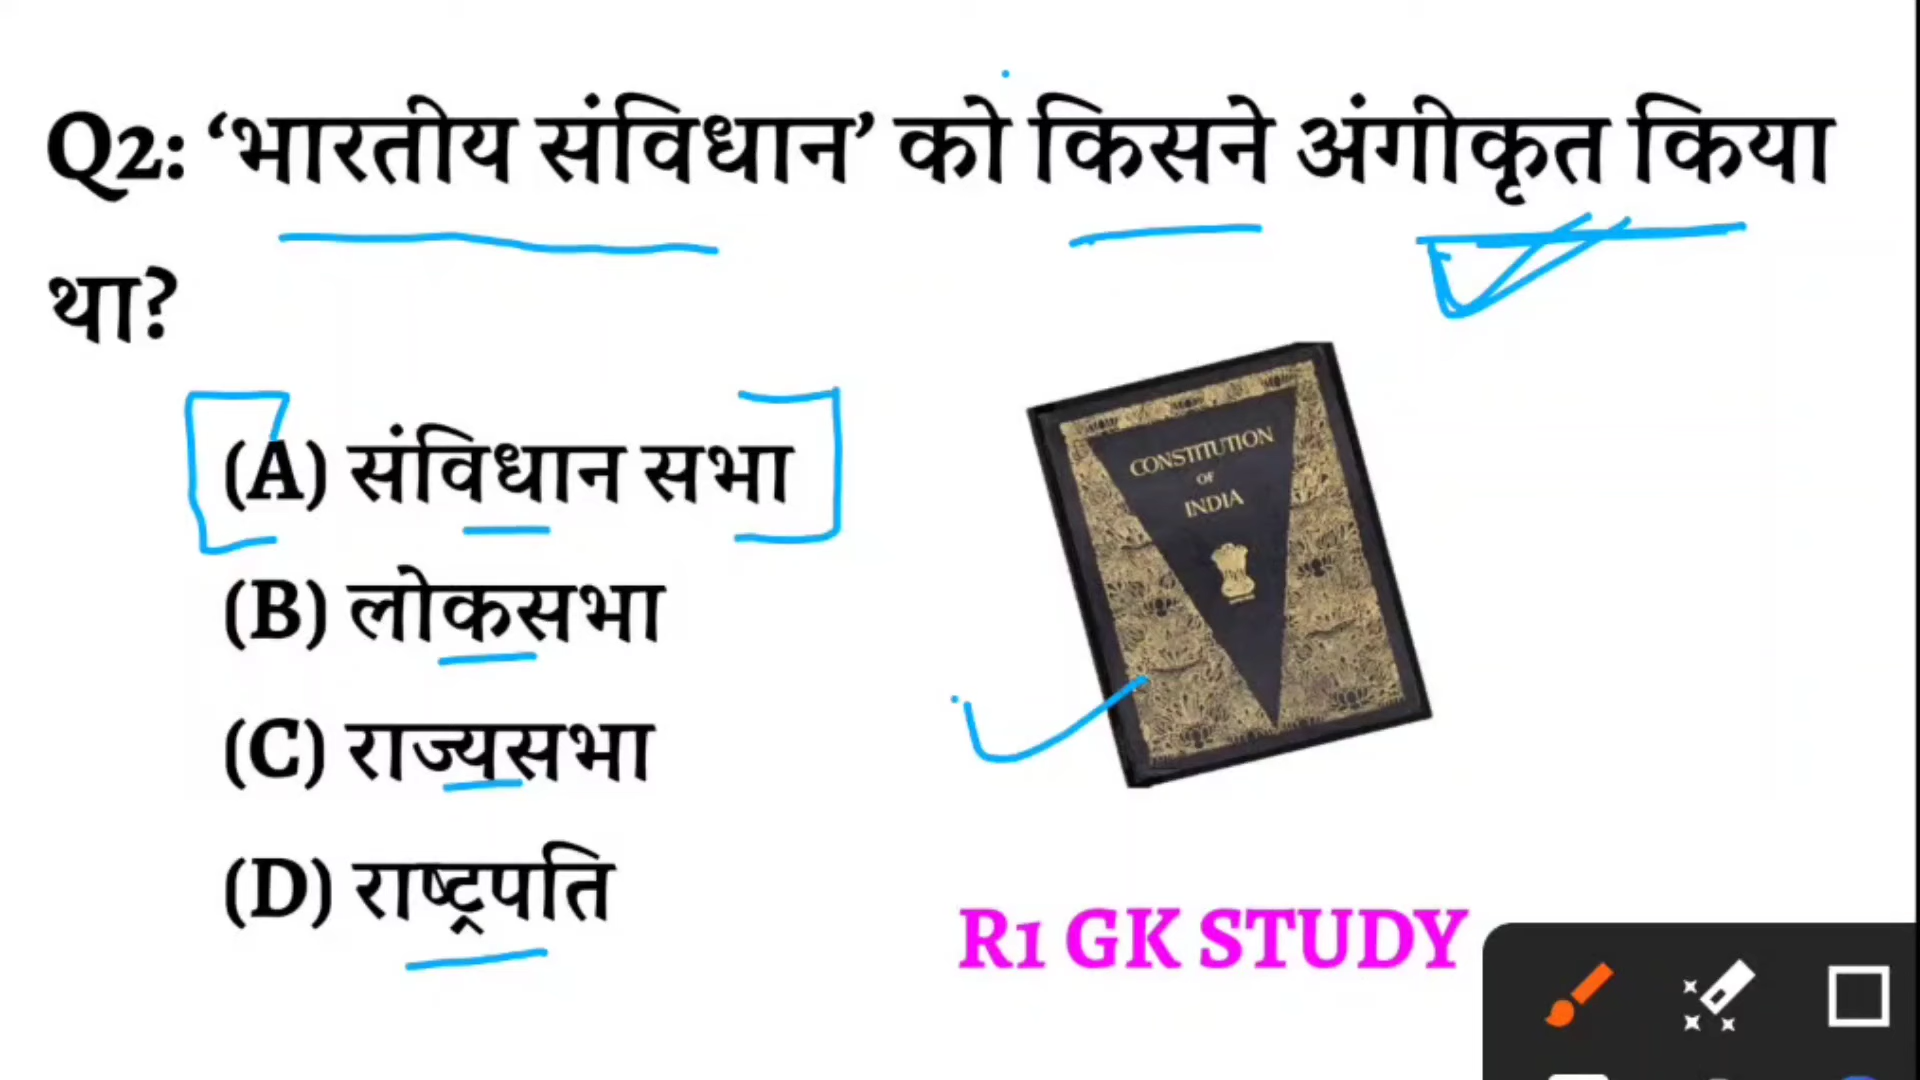 Q2: ‘भारतीय संविधान’ को किसने अंगीकृत किया
था?
(A) संविधान सभा
(B) लोकसभा
(C) राज्यसभा
(D) राष्ट्रपति
CONSTITUTION
OF
INDIA
R1 GK STUDY